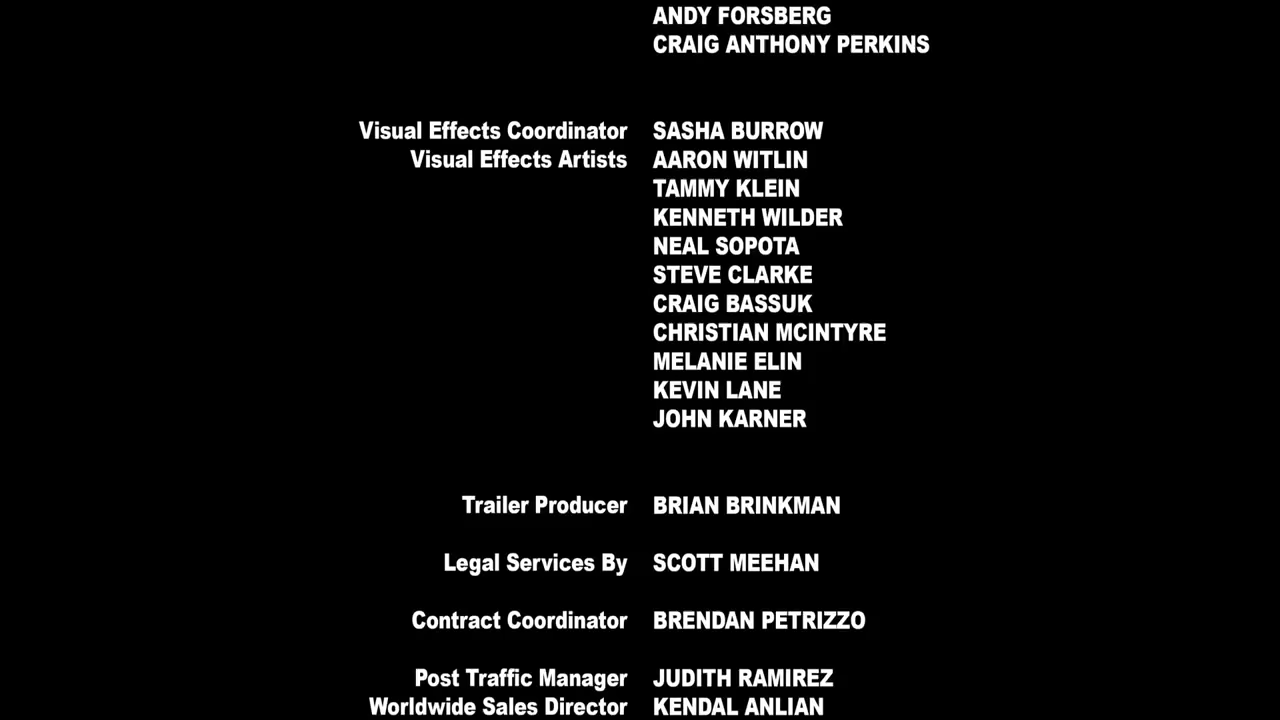 ANDY FORSBERG
CRAIG ANTHONY PERKINS
Visual Effects Coordinator SASHA BURROW
Visual Effects Artists AARON WITLIN
TAMMY KLEIN
KENNETH WILDER
NEAL SOPOTA
STEVE CLARKE
CRAIG BASSUK
CHRISTIAN MCINTYRE
MELANIE ELIN
KEVIN LANE
JOHN KARNER
Trailer Producer BRIAN BRINKMAN
Legal Services By SCOTT MEEHAN
Contract Coordinator BRENDAN PETRIZZO
Post Traffic Manager JUDITH RAMIREZ
Worldwide Sales Director KENDAL ANLIAN